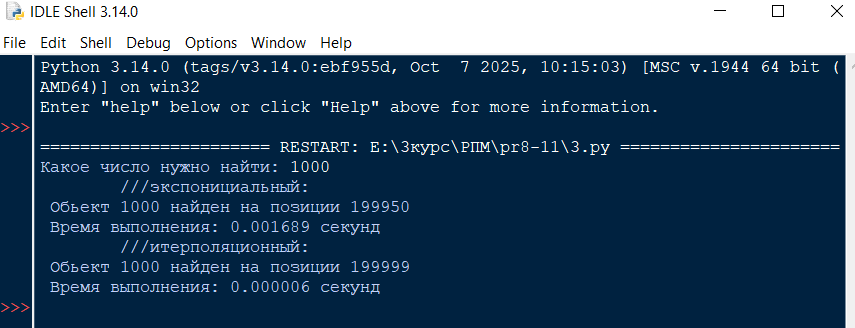 IDLE Shell 3.14.0
File Edit Shell Debug Options Window Help
Python 3.14.0 (tags/v3.14.0:ebf955d, Oct  7 2025, 10:15:03) [MSC v.1944 64 bit (
AMD64)] on win32
Enter "help" below or click "Help" above for more information.
>>>
======================= RESTART: E:\3курс\РПМ\pr8-11\3.py ======================
Какое число нужно найти: 1000
///экспонициальный:
Обьект 1000 найден на позиции 199950
Время выполнения: 0.001689 секунд
///итерполяционный:
Обьект 1000 найден на позиции 199999
Время выполнения: 0.000006 секунд
>>>